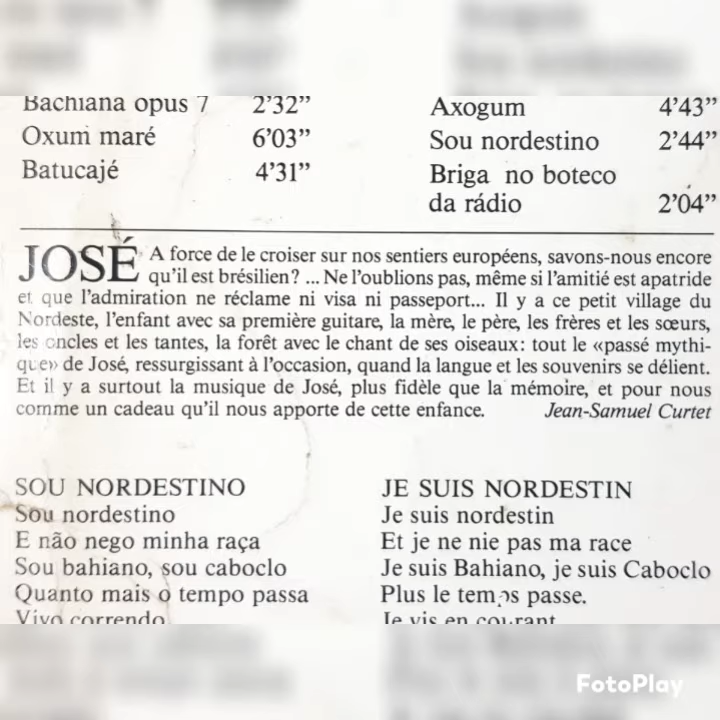 Bachiana opus 7 2'32”
Oxum maré 6'03”
Batucajé 4'31”
Axogum 4'43”
Sou nordestino 2'44”
Briga no boteco
da rádio 2'04”
JOSÉ A force de le croiser sur nos sentiers européens, savons-nous encore
qu'il est brésilien? ... Ne l'oublions pas, même si l'amitié est apatride
et que l'admiration ne réclame ni visa ni passeport... Il y a ce petit village du
Nordeste, l'enfant avec sa première guitare, la mère, le père, les frères et les sœurs,
les oncles et les tantes, la forêt avec le chant de ses oiseaux: tout le «passé mythi-
que» de José, ressurgissant à l'occasion, quand la langue et les souvenirs se délient.
Et il y a surtout la musique de José, plus fidèle que la mémoire, et pour nous
comme un cadeau qu'il nous apporte de cette enfance. Jean-Samuel Curtet
SOU NORDESTINO
Sou nordestino
E não nego minha raça
Sou bahiano, sou caboclo
Quanto mais o tempo passa
Vivo correndo
JE SUIS NORDESTIN
Je suis nordestin
Et je ne nie pas ma race
Je suis Bahiano, je suis Caboclo
Plus le temps passe.
Je vis en courant
FotoPlay